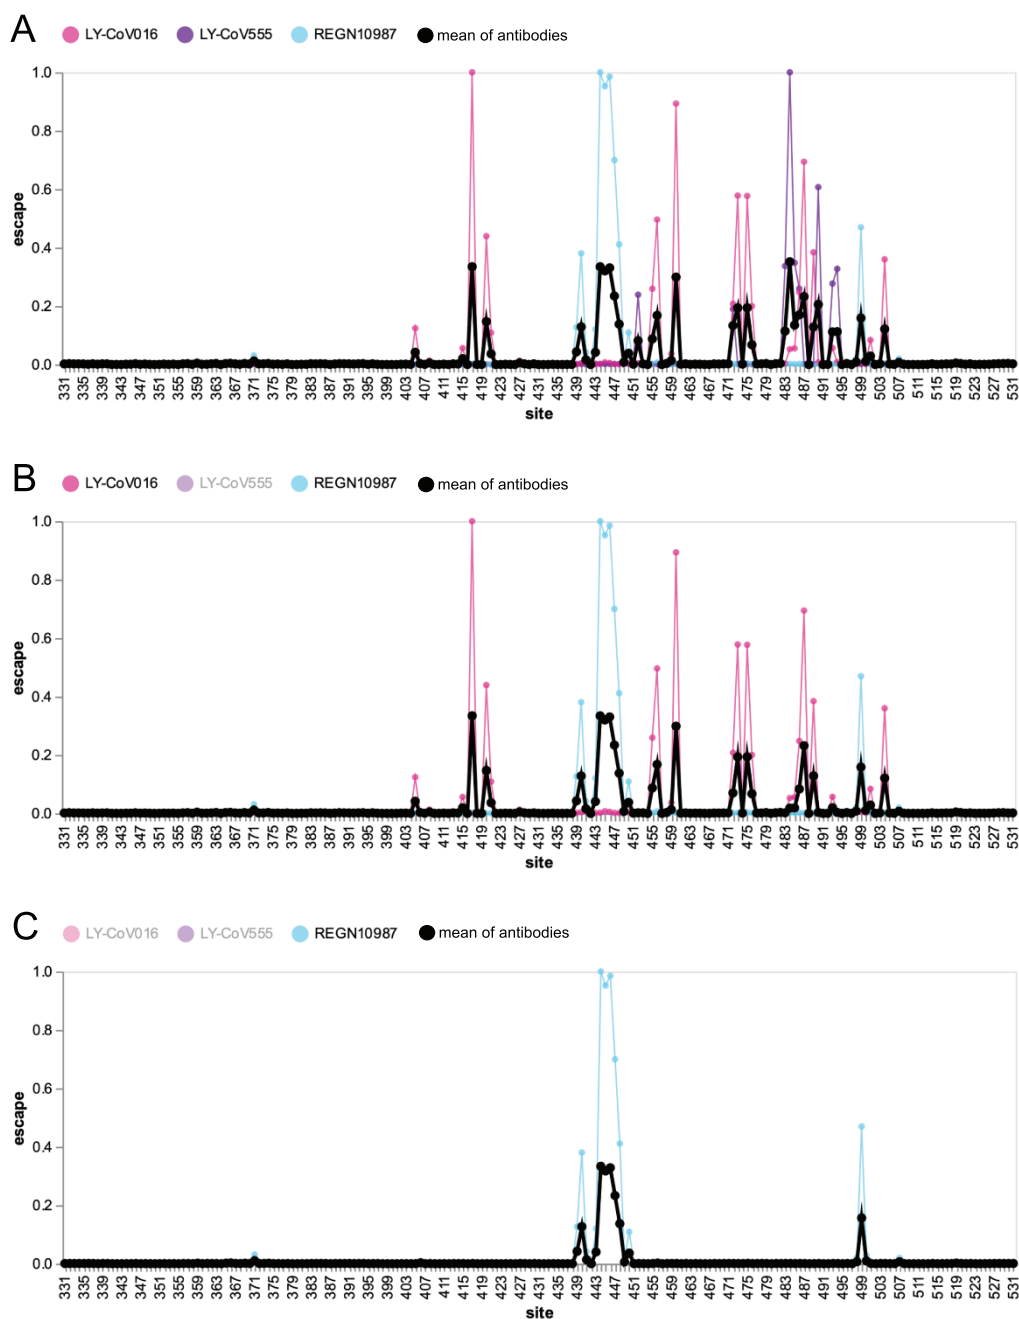 A
LY-CoV016 LY-CoV555 REGN10987 mean of antibodies
1.0
0.8
0.6
0.4
0.2
0.0
escape
331 335 339 343 347 351 355 359 363 367 371 375 379 383 387 391 395 399 403 407 411 415 419 423 427 431 435 439 443 447 451 455 459 463 467 471 475 479 483 487 491 495 499 503 507 511 515 519 523 527 531
site
B
LY-CoV016 LY-CoV555 REGN10987 mean of antibodies
1.0
0.8
0.6
0.4
0.2
0.0
escape
331 335 339 343 347 351 355 359 363 367 371 375 379 383 387 391 395 399 403 407 411 415 419 423 427 431 435 439 443 447 451 455 459 463 467 471 475 479 483 487 491 495 499 503 507 511 515 519 523 527 531
site
C
LY-CoV016 LY-CoV555 REGN10987 mean of antibodies
1.0
0.8
0.6
0.4
0.2
0.0
escape
331 335 339 343 347 351 355 359 363 367 371 375 379 383 387 391 395 399 403 407 411 415 419 423 427 431 435 439 443 447 451 455 459 463 467 471 475 479 483 487 491 495 499 503 507 511 515 519 523 527 531
site